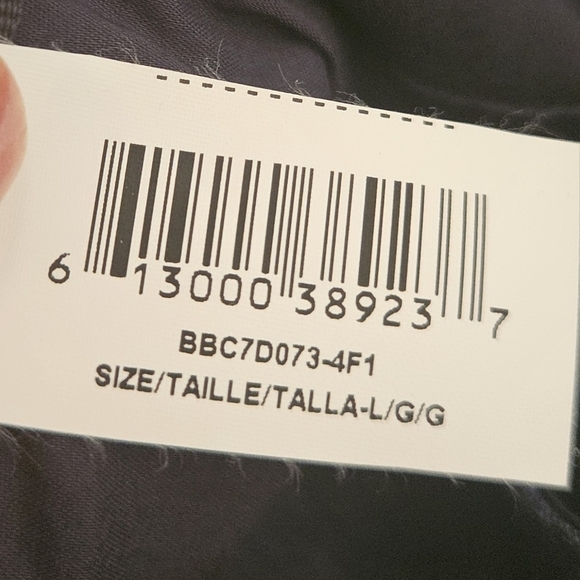 6 13000 38923 7
BBC7D073-4F1
SIZE/TAILLE/TALLA-L/G/G